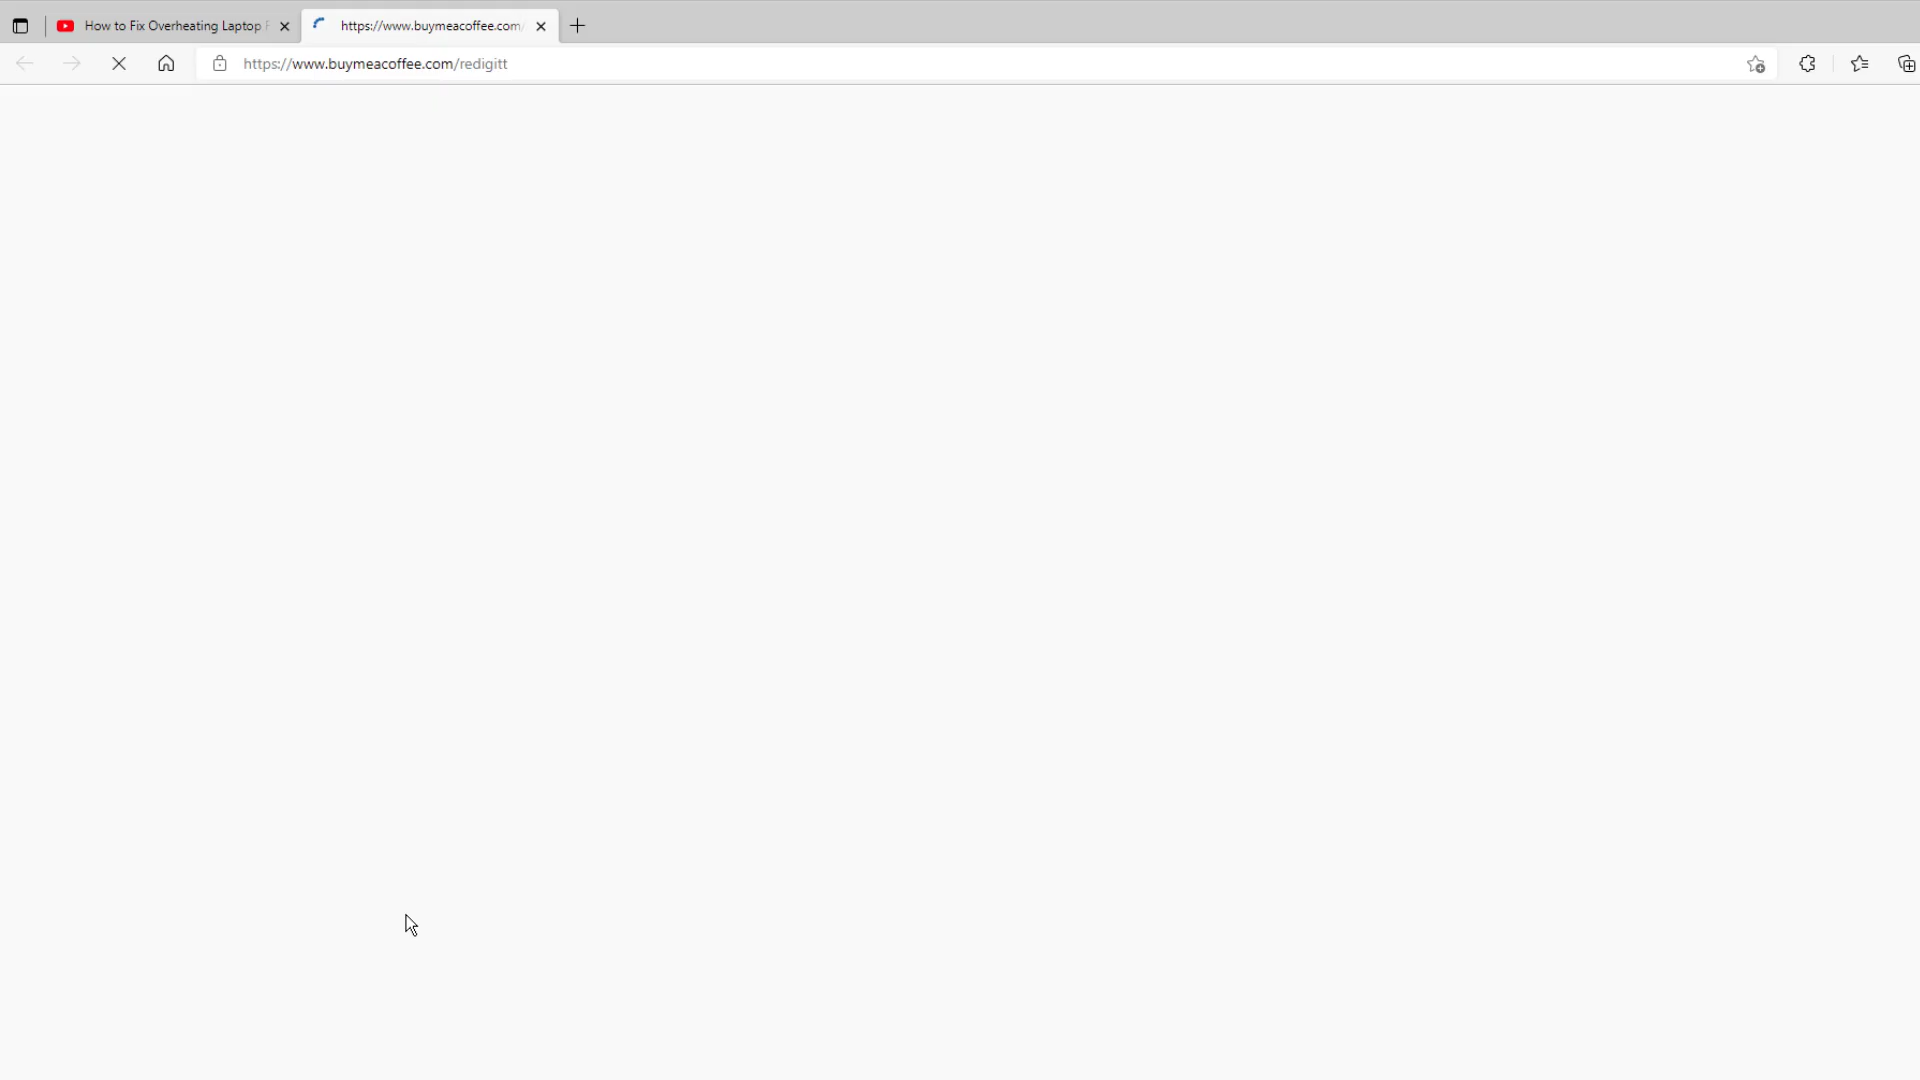 How to Fix Overheating Laptop
https://www.buymeacoffee.com/
https://www.buymeacoffee.com/redigitt